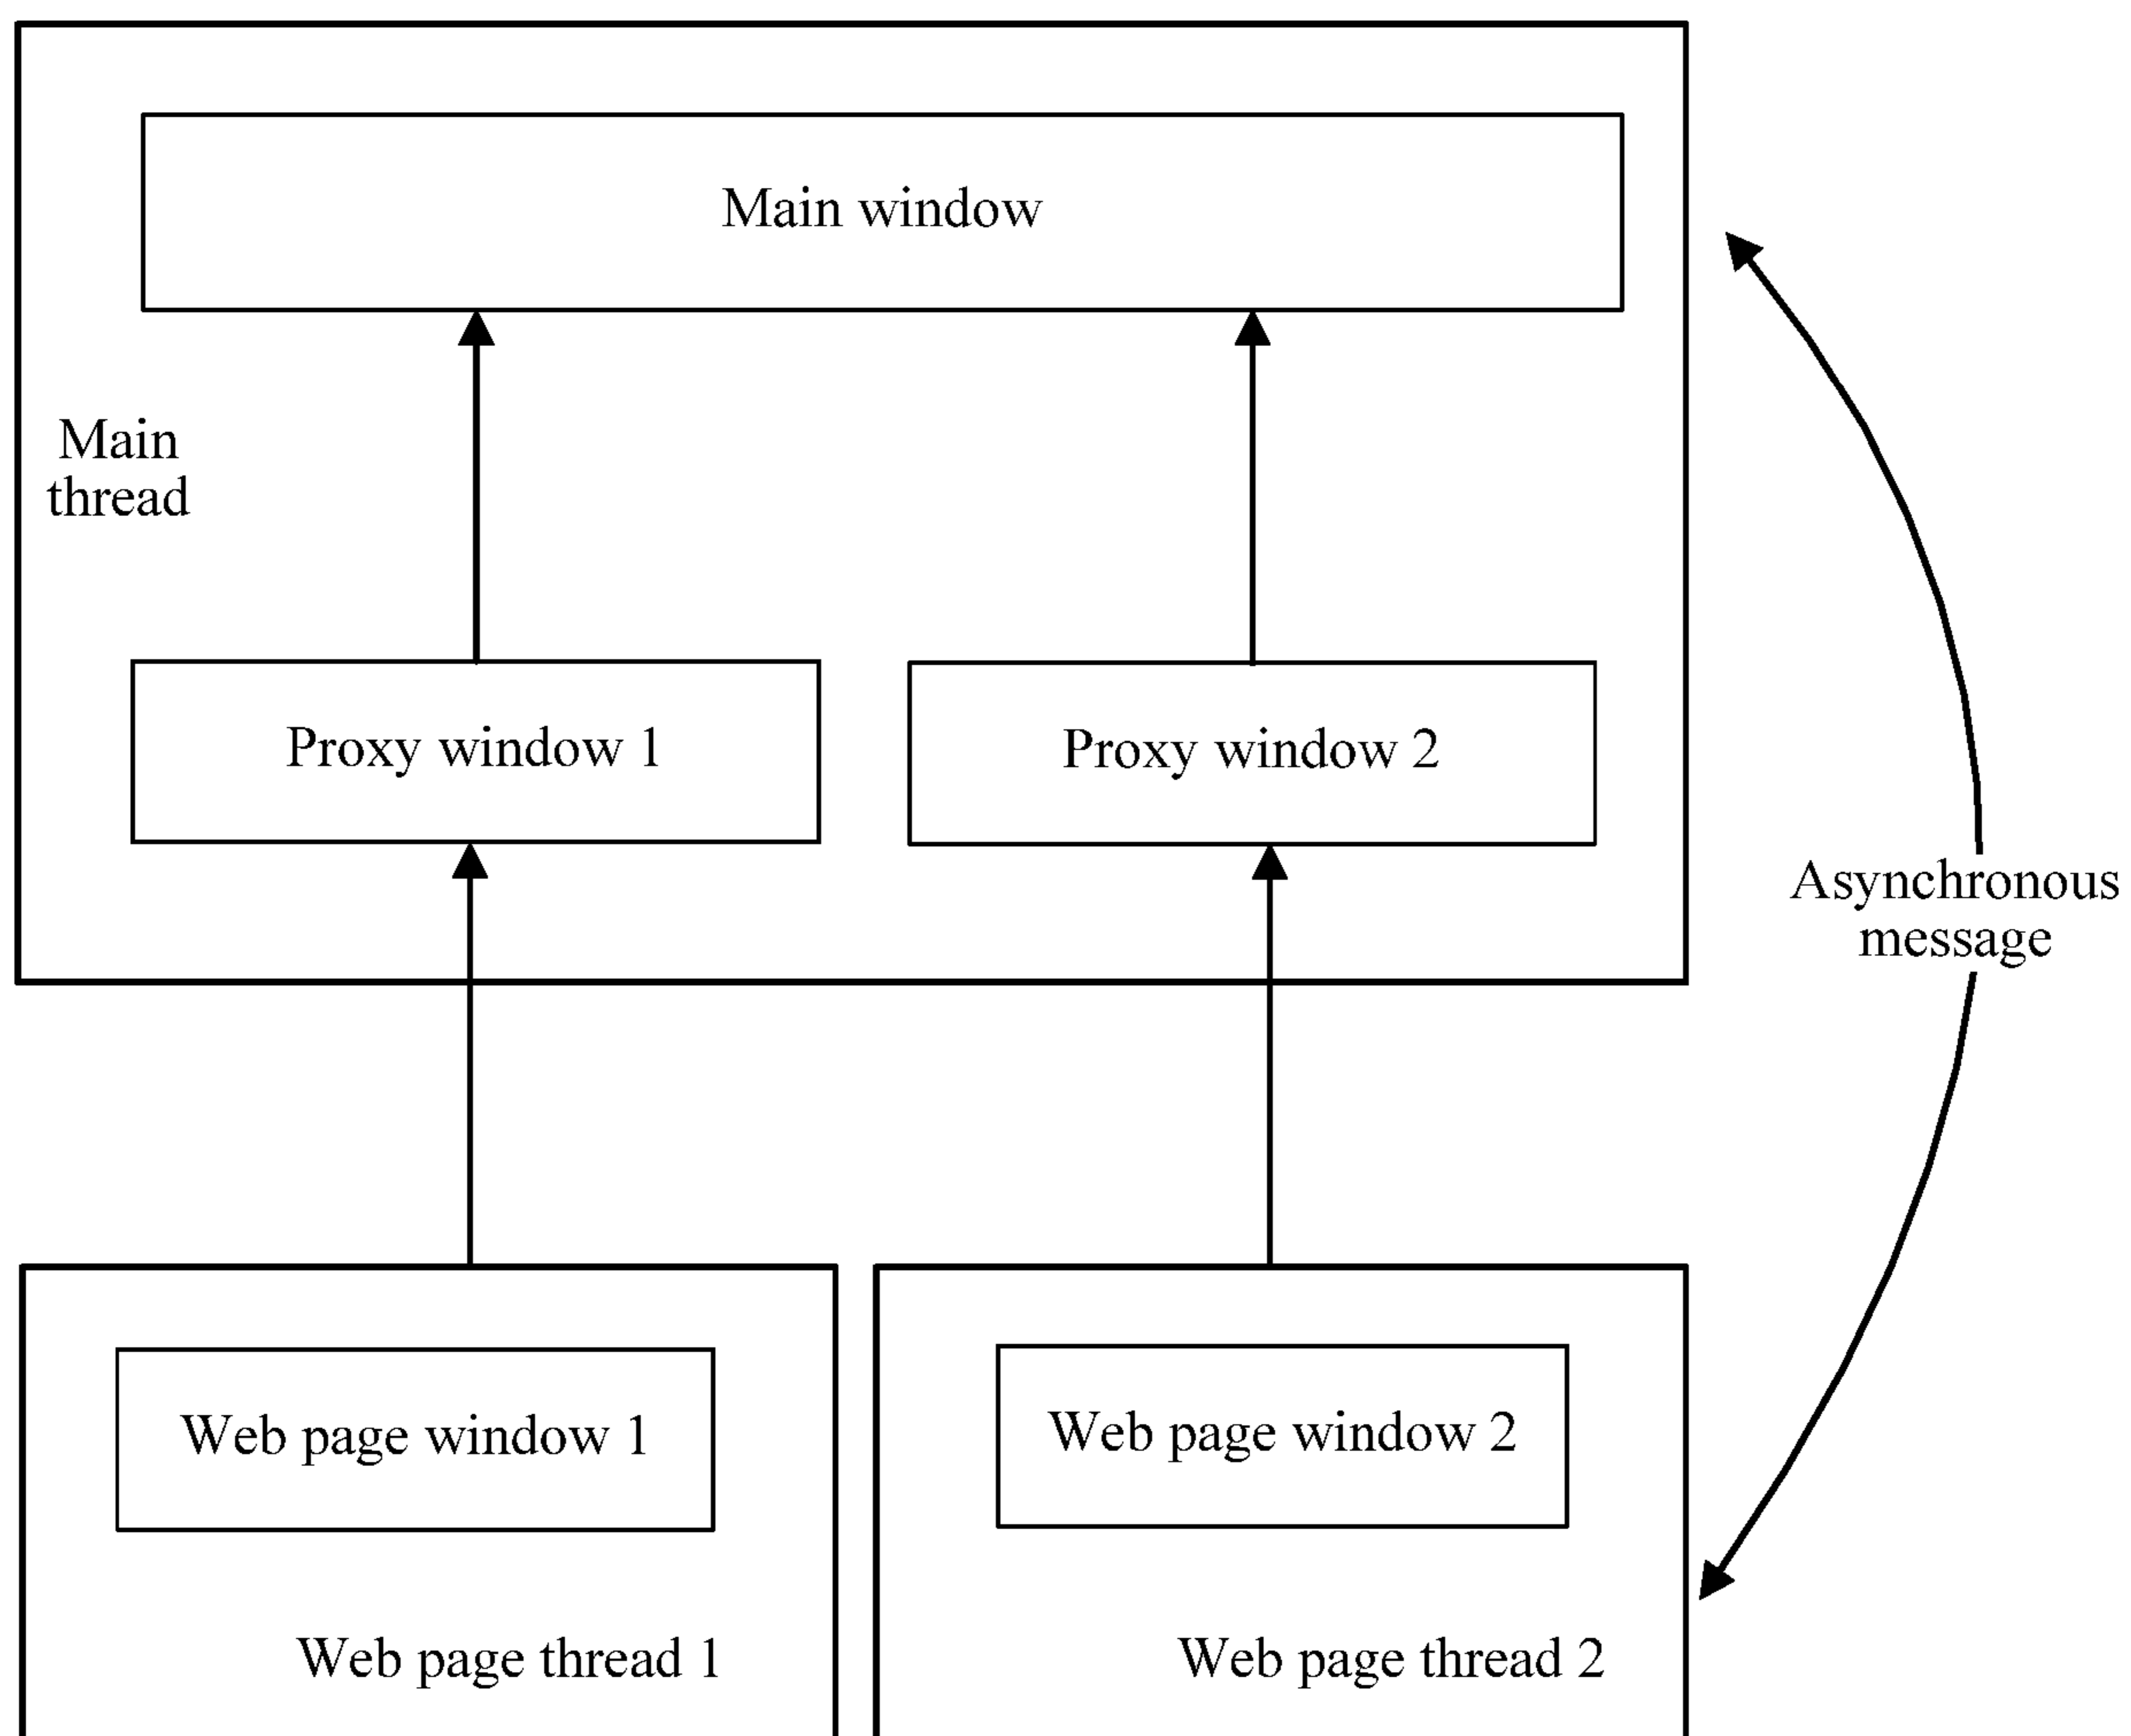 Main window
Main
thread
Proxy window 1
Proxy window 2
Asynchronous
message
Web page window 1
Web page window 2
Web page thread 1
Web page thread 2